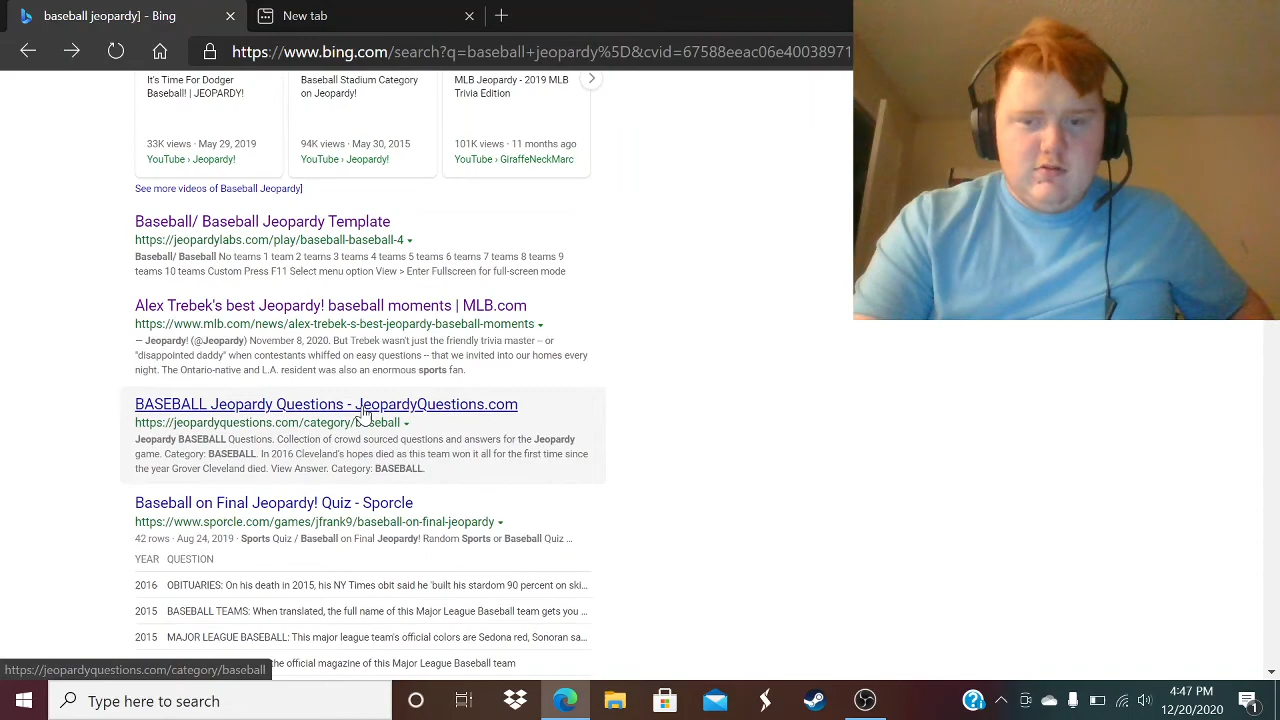 baseball jeopardy] - Bing
New tab
https://www.bing.com/search?q=baseball+jeopardy%5D&cvid=67588eeac06e40038971
It's Time For Dodger
Baseball! | JEOPARDY!
33K views · May 29, 2019
YouTube › Jeopardy!
Baseball Stadium Category
on Jeopardy!
94K views · May 30, 2015
YouTube › Jeopardy!
MLB Jeopardy - 2019 MLB
Trivia Edition
101K views · 11 months ago
YouTube › GiraffeNeckMarc
See more videos of Baseball Jeopardy]
Baseball/ Baseball Jeopardy Template
https://jeopardylabs.com/play/baseball-baseball-4
Baseball/ Baseball No teams 1 team 2 teams 3 teams 4 teams 5 teams 6 teams 7 teams 8 teams 9
teams 10 teams Custom Press F11 Select menu option View > Enter Fullscreen for full-screen mode
Alex Trebek's best Jeopardy! baseball moments | MLB.com
https://www.mlb.com/news/alex-trebek-s-best-jeopardy-baseball-moments
— Jeopardy! (@Jeopardy) November 8, 2020. But Trebek wasn't just the friendly trivia master -- or
"disappointed daddy" when contestants whiffed on easy questions -- that we invited into our homes every
night. The Ontario-native and L.A. resident was also an enormous sports fan.
BASEBALL Jeopardy Questions - JeopardyQuestions.com
https://jeopardyquestions.com/category/baseball
Jeopardy BASEBALL Questions. Collection of crowd sourced questions and answers for the Jeopardy
game. Category: BASEBALL. In 2016 Cleveland's hopes died as this team won it all for the first time since
the year Grover Cleveland died. View Answer. Category: BASEBALL.
Baseball on Final Jeopardy! Quiz - Sporcle
https://www.sporcle.com/games/jfrank9/baseball-on-final-jeopardy
42 rows · Aug 24, 2019 · Sports Quiz / Baseball on Final Jeopardy! Random Sports or Baseball Quiz ...
YEAR QUESTION
2016 OBITUARIES: On his death in 2015, his NY Times obit said he 'built his stardom 90 percent on ski...
2015 BASEBALL TEAMS: When translated, the full name of this Major League Baseball team gets you ...
2015 MAJOR LEAGUE BASEBALL: This major league team's official colors are Sedona red, Sonoran sa...
the official magazine of this Major League Baseball team
https://jeopardyquestions.com/category/baseball
Type here to search
4:47 PM
12/20/2020
1